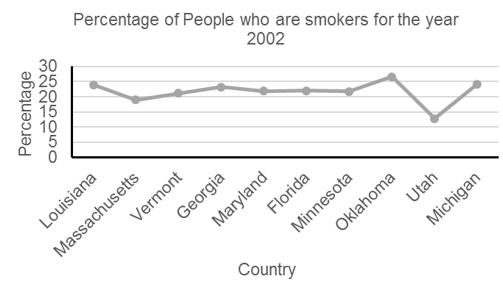 Percentage of People who are smokers for the year
2002
Percentage
30
25
20
15
10
5
0
Louisiana
Massachusetts
Vermont
Georgia
Maryland
Florida
Minnesota
Oklahoma
Utah
Michigan
Country